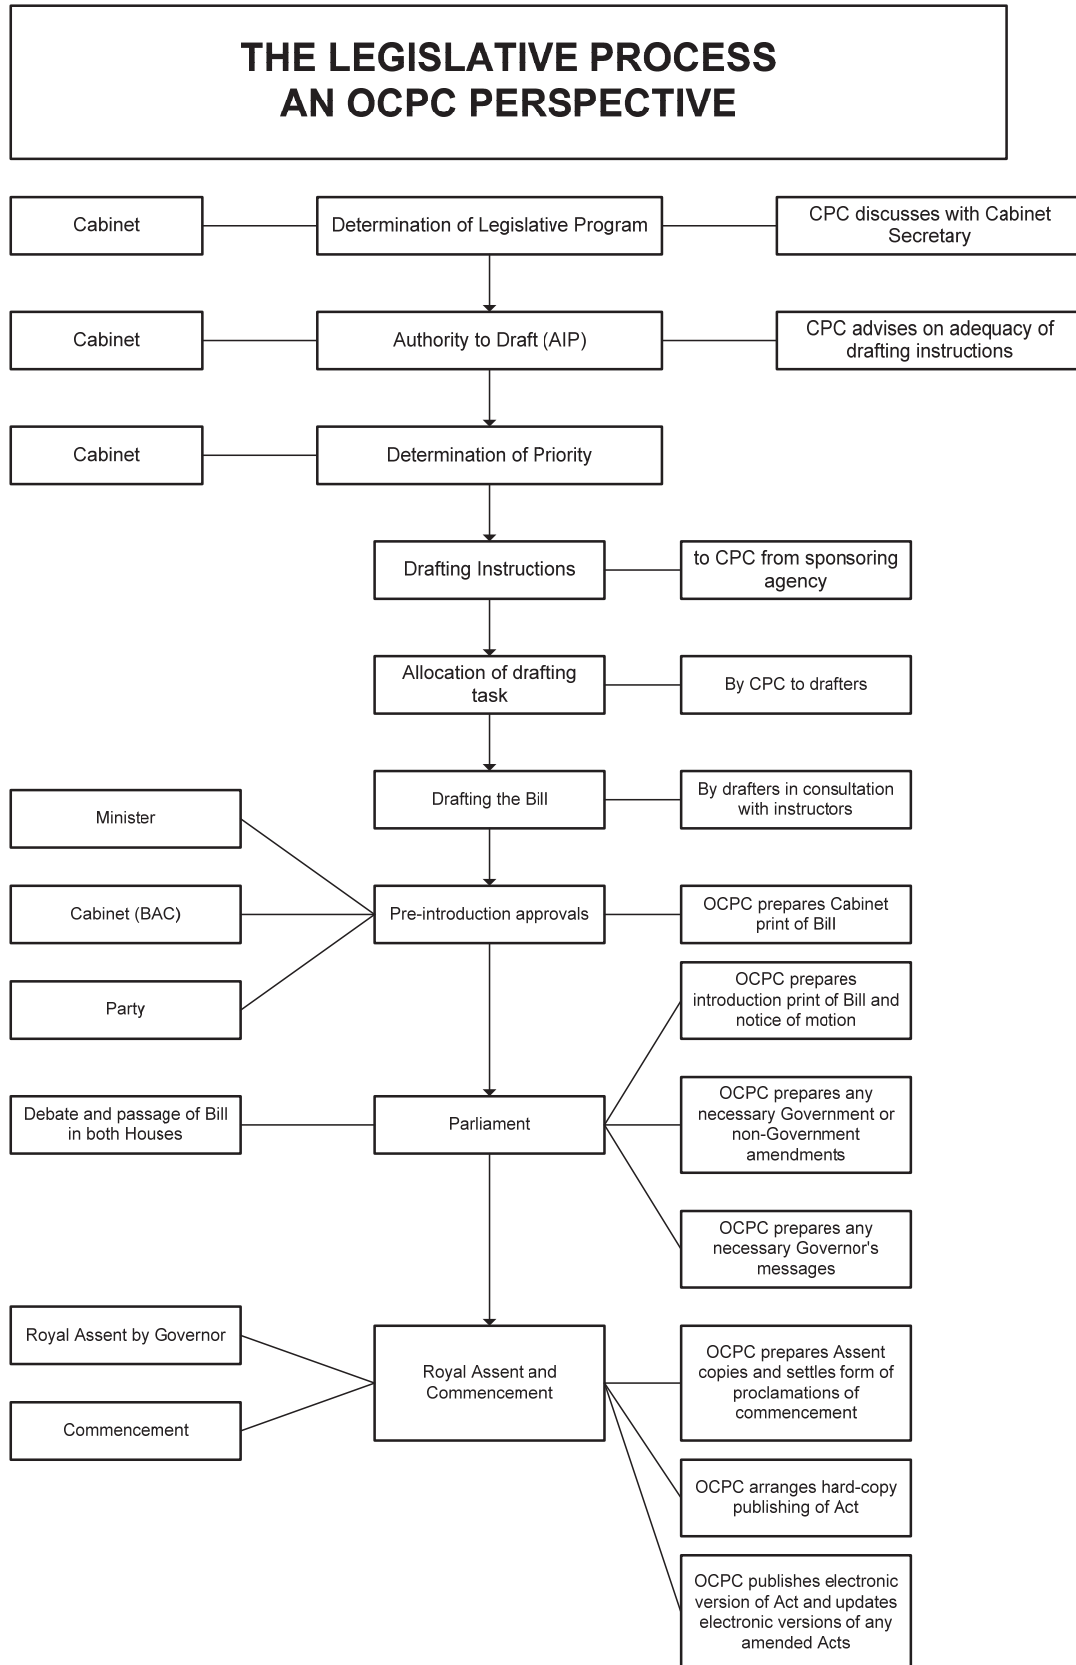 THE LEGISLATIVE PROCESS
AN OCPC PERSPECTIVE
Cabinet
Determination of Legislative Program
CPC discusses with Cabinet
Secretary
Cabinet
Authority to Draft (AIP)
CPC advises on adequacy of
drafting instructions
Cabinet
Determination of Priority
Drafting Instructions
to CPC from sponsoring
agency
Allocation of drafting
task
By CPC to drafters
Drafting the Bill
By drafters in consultation
with instructors
Minister
Cabinet (BAC)
Party
Pre-introduction approvals
OCPC prepares Cabinet
print of Bill
Debate and passage of Bill
in both Houses
Parliament
OCPC prepares
introduction print of Bill and
notice of motion
OCPC prepares any
necessary Government or
non-Government
amendments
OCPC prepares any
necessary Governor's
messages
Royal Assent by Governor
Commencement
Royal Assent and
Commencement
OCPC prepares Assent
copies and settles form of
proclamations of
commencement
OCPC arranges hard-copy
publishing of Act
OCPC publishes electronic
version of Act and updates
electronic versions of any
amended Acts